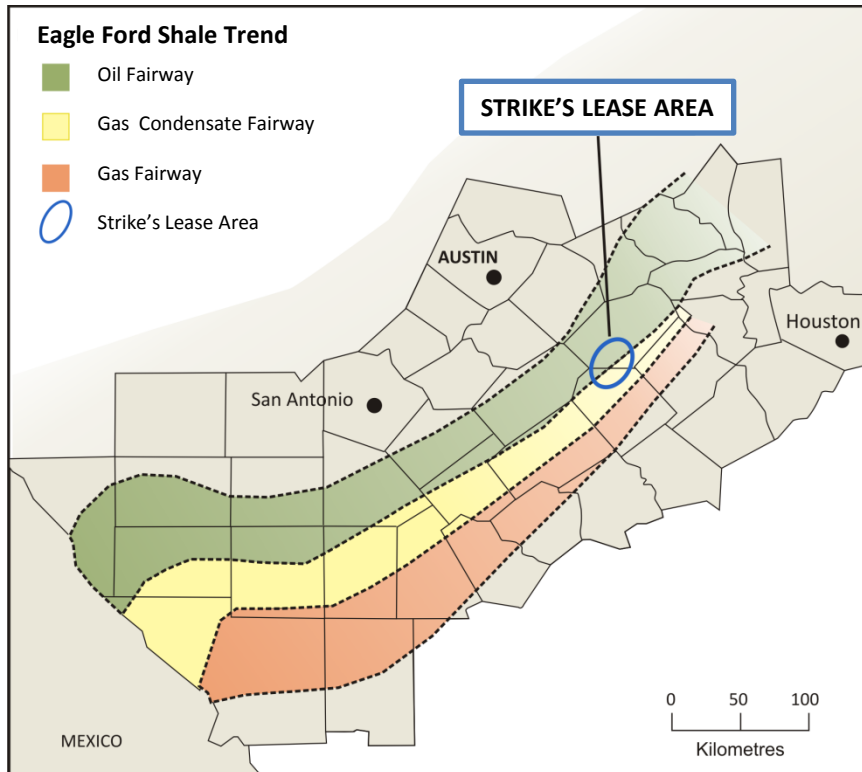 Eagle Ford Shale Trend
Oil Fairway
Gas Condensate Fairway
Gas Fairway
Strike's Lease Area
STRIKE'S LEASE AREA
AUSTIN
Houston
San Antonio
MEXICO
0 50 100
Kilometres